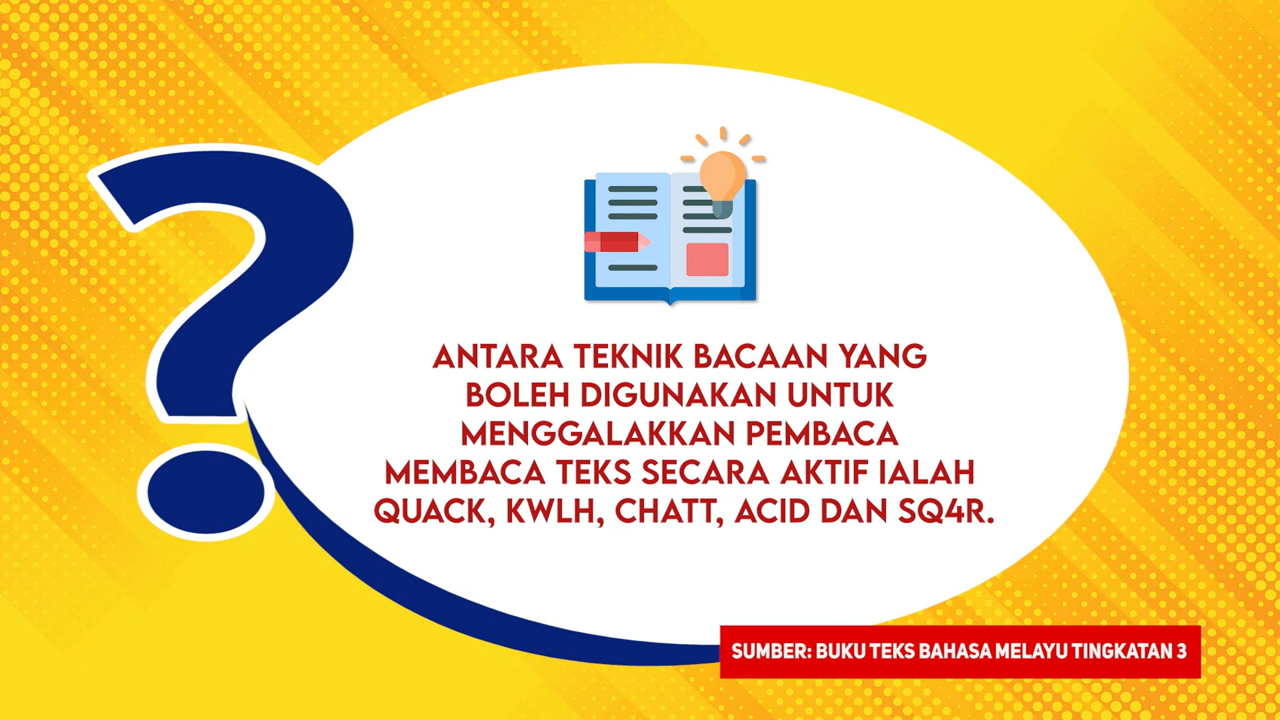 ANTARA TEKNIK BACAAN YANG
BOLEH DIGUNAKAN UNTUK
MENGGALAKKAN PEMBACA
MEMBACA TEKS SECARA AKTIF IALAH
QUACK, KWLH, CHATT, ACID DAN SQ4R.
SUMBER: BUKU TEKS BAHASA MELAYU TINGKATAN 3